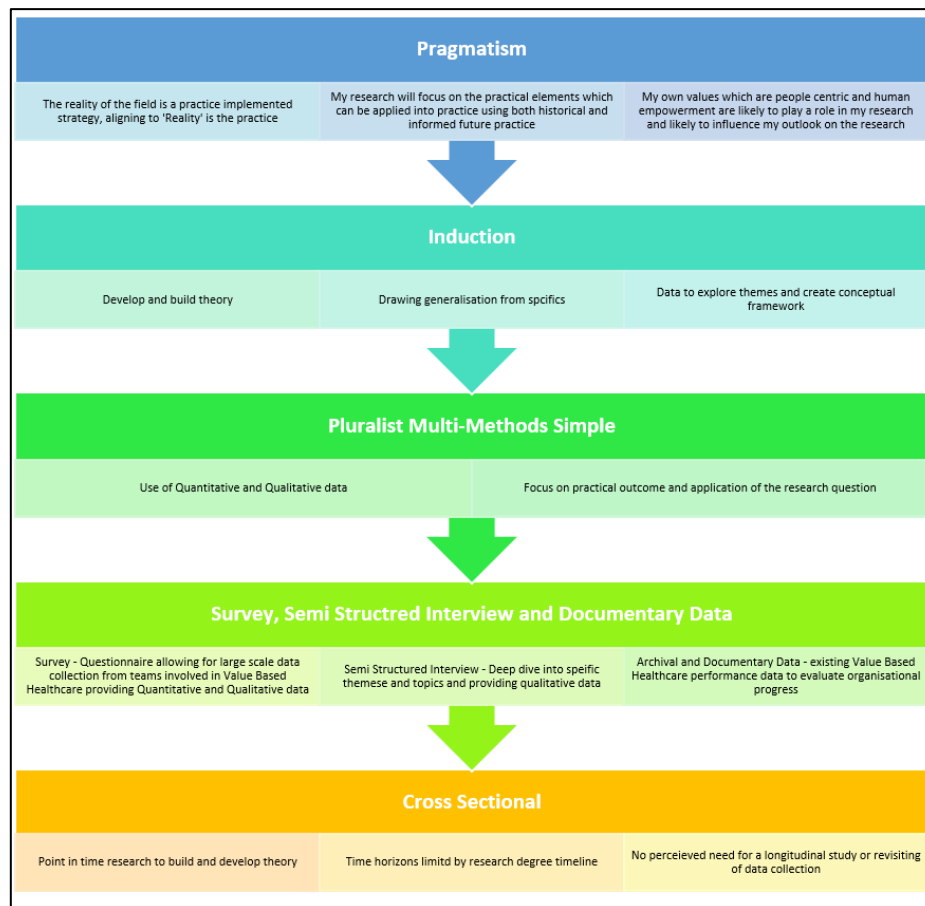 Pragmatism
The reality of the field is a practice implemented
strategy, aligning to 'Reality' is the practice
My research will focus on the practical elements which
can be applied into practice using both historical and
informed future practice
My own values which are people centric and human
empowerment are likely to play a role in my research
and likely to influence my outlook on the research
Induction
Develop and build theory
Drawing generalisation from spcifics
Data to explore themes and create conceptual
framework
Pluralist Multi-Methods Simple
Use of Quantitative and Qualitative data
Focus on practical outcome and application of the research question
Survey, Semi Structred Interview and Documentary Data
Survey - Questionnaire allowing for large scale data
collection from teams involved in Value Based
Healthcare providing Quantitative and Qualitative data
Semi Structured Interview - Deep dive into speific
themese and topics and providing qualitative data
Archival and Documentary Data - existing Value Based
Healthcare performance data to evaluate organisational
progress
Cross Sectional
Point in time research to build and develop theory
Time horizons limitd by research degree timeline
No perceieved need for a longitudinal study or revisiting
of data collection